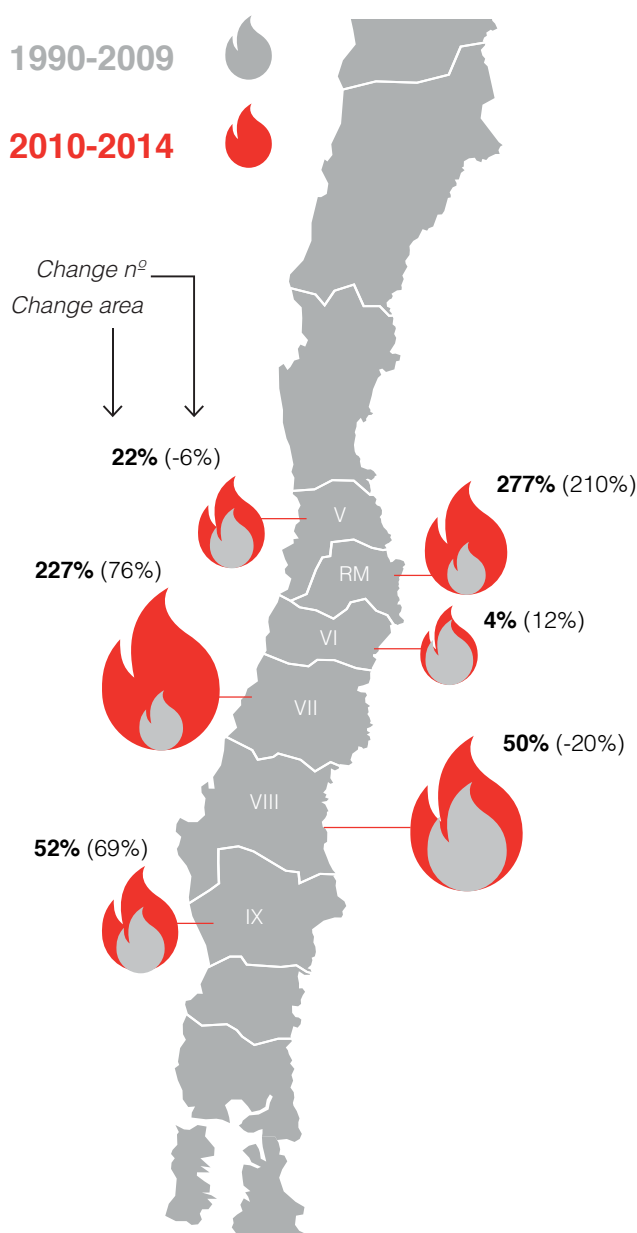 1990-2009
2010-2014
Change nº
Change area
22% (-6%)
277% (210%)
V
227% (76%)
RM
4% (12%)
VI
VII
50% (-20%)
VIII
52% (69%)
IX